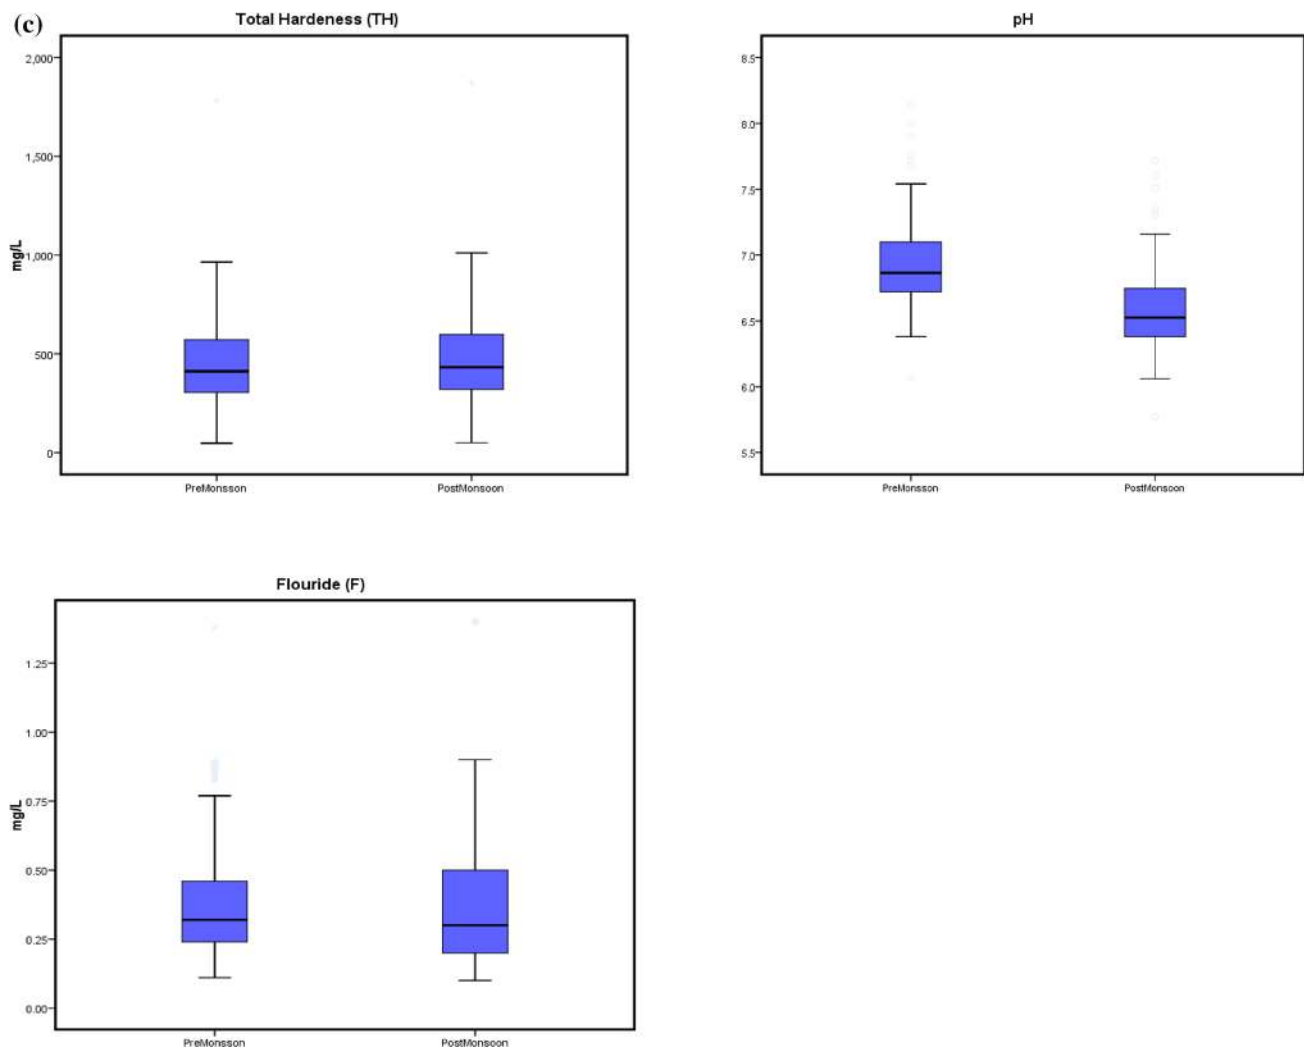 (c)
Total Hardeness (TH)
2,000
1,500
1,000
500
0
mg/L
PreMonsson
PostMonsoon
pH
8.5
8.0
7.5
7.0
6.5
6.0
5.5
PreMonsson
PostMonsoon
Flouride (F)
1.25
1.00
0.75
0.50
0.25
0.00
mg/L
PreMonsson
PostMonsoon